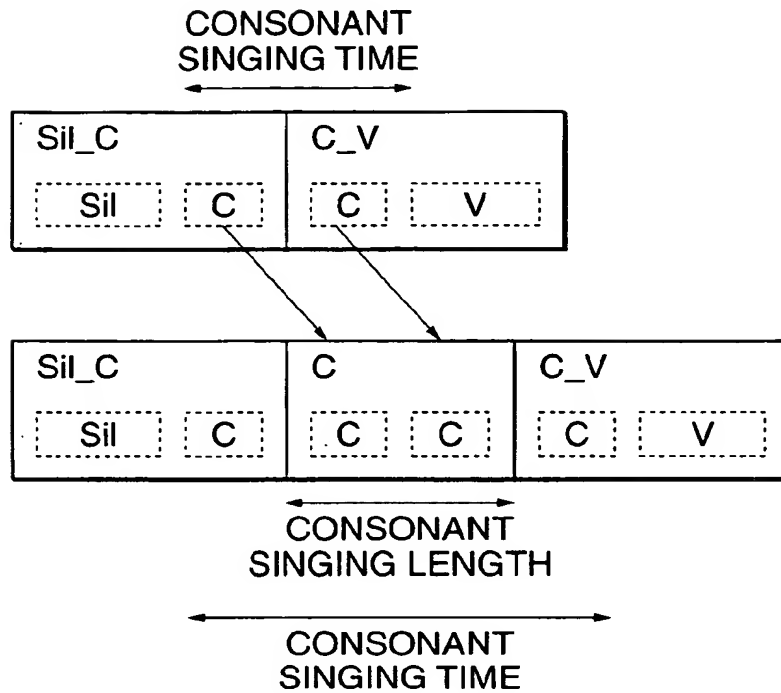 CONSONANT
SINGING TIME
Sil_C C_V
Sil C C V
Sil_C C C_V
Sil C C C C V
CONSONANT
SINGING LENGTH
CONSONANT
SINGING TIME